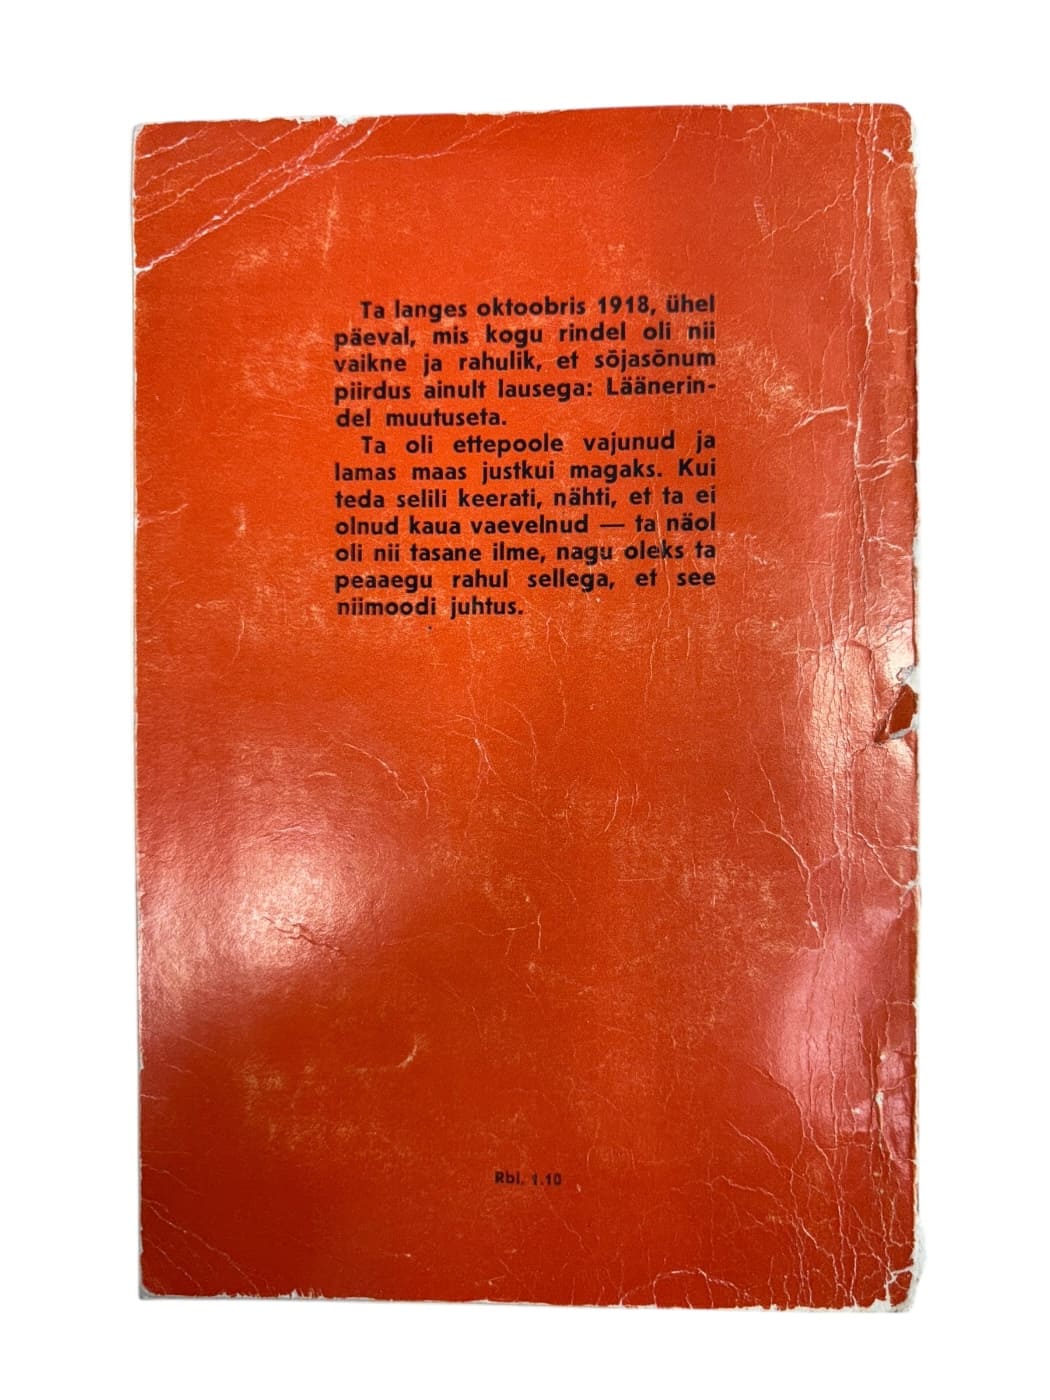 Ta langes oktoobris 1918, ühel
päeval, mis kogu rindel oli nii
vaikne ja rahulik, et sõjasõnum
piirdus ainult lausega: Läänerin-
del muutuseta.
Ta oli ettepoole vajunud ja
lamas maas justkui magaks. Kui
teda selili keerati, nähti, et ta ei
olnud kaua vaevelnud — ta näol
oli nii tasane ilme, nagu oleks ta
peaaegu rahul sellega, et see
niimoodi juhtus.
Rbl. 1.10